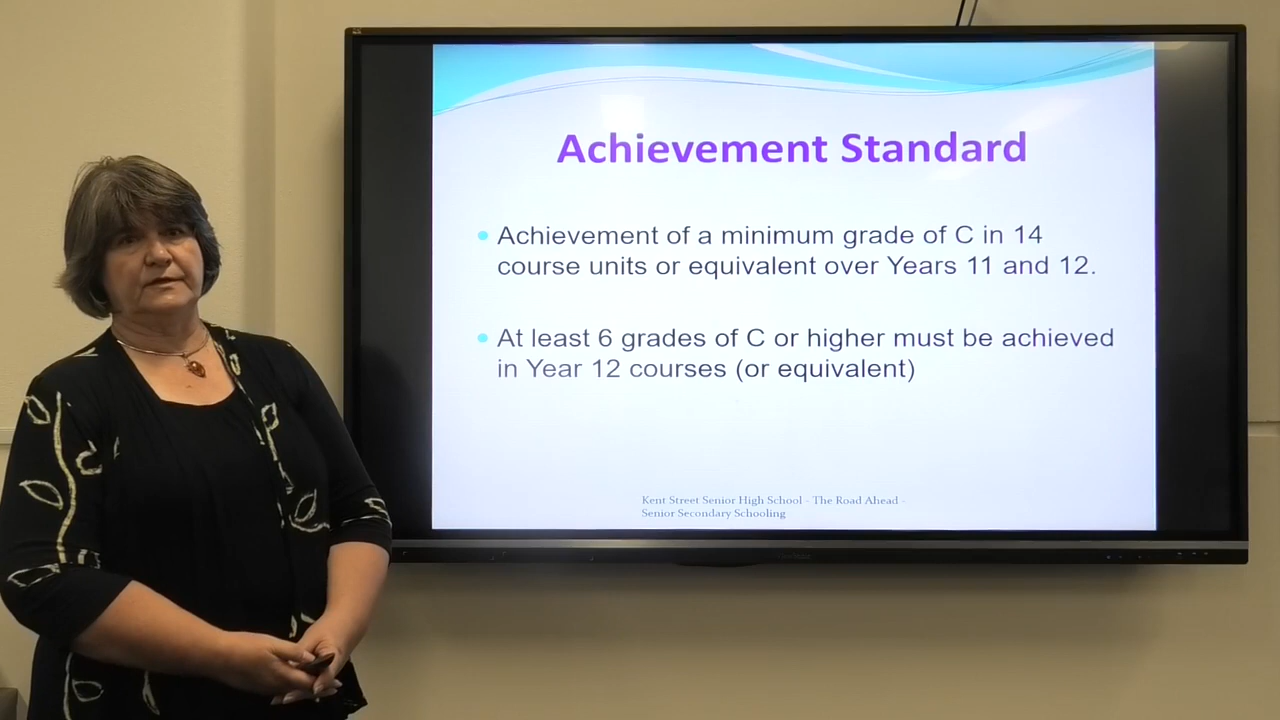 Achievement Standard
Achievement of a minimum grade of C in 14
course units or equivalent over Years 11 and 12.
At least 6 grades of C or higher must be achieved
in Year 12 courses (or equivalent)
Kent Street Senior High School - The Road Ahead -
Senior Secondary Schooling